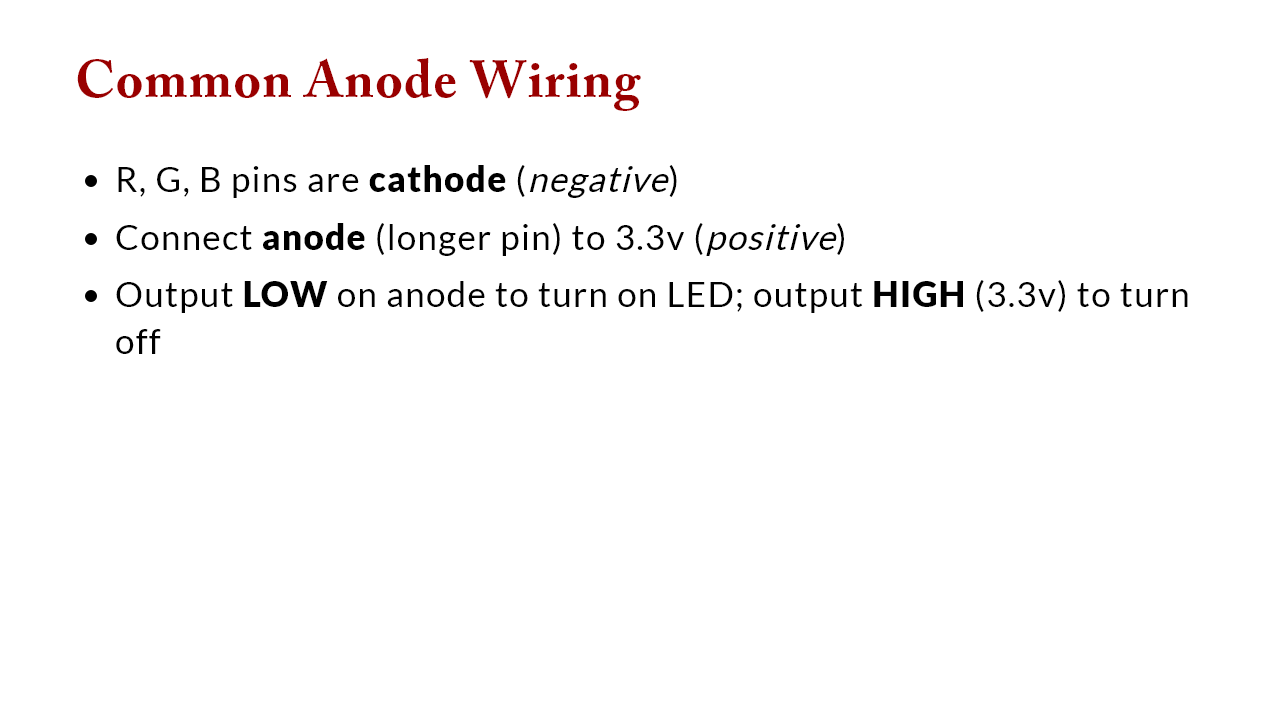 Common Anode Wiring
• R, G, B pins are cathode (negative)
• Connect anode (longer pin) to 3.3v (positive)
• Output LOW on anode to turn on LED; output HIGH (3.3v) to turn
off